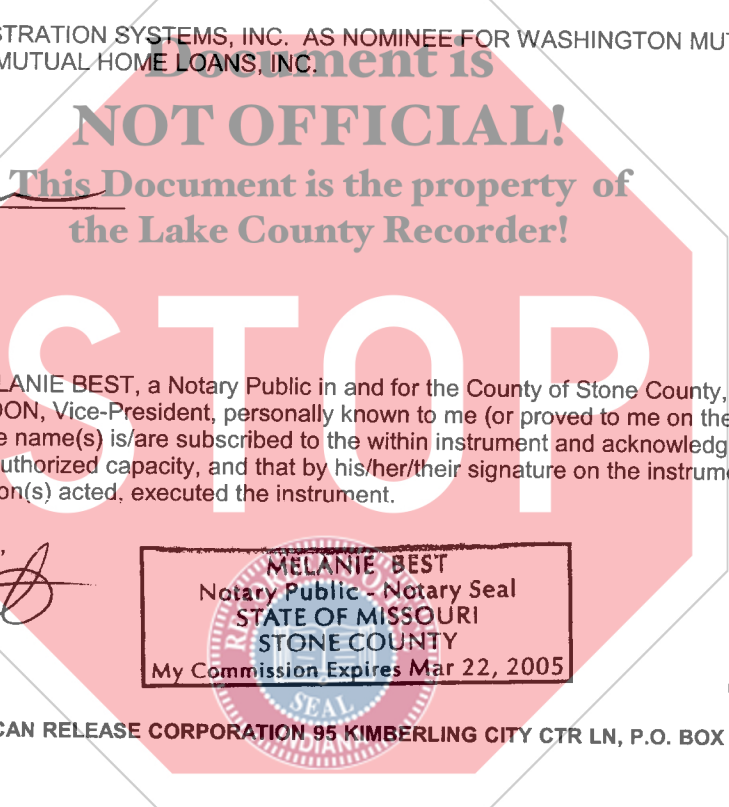 STRATION SYSTEMS, INC. AS NOMINEE FOR WASHINGTON MUT
MUTUAL HOME LOANS, INC.
Document is
NOT OFFICIAL!
This Document is the property of
the Lake County Recorder!
STOP
LANIE BEST, a Notary Public in and for the County of Stone County,
DON, Vice-President, personally known to me (or proved to me on the
e name(s) is/are subscribed to the within instrument and acknowledg
uthorized capacity, and that by his/her/their signature on the instrume
on(s) acted, executed the instrument.
MELANIE BEST
Notary Public - Notary Seal
STATE OF MISSOURI
STONE COUNTY
My Commission Expires Mar 22, 2005
SEAL
INDIANA
CAN RELEASE CORPORATION 95 KIMBERLING CITY CTR LN, P.O. BOX